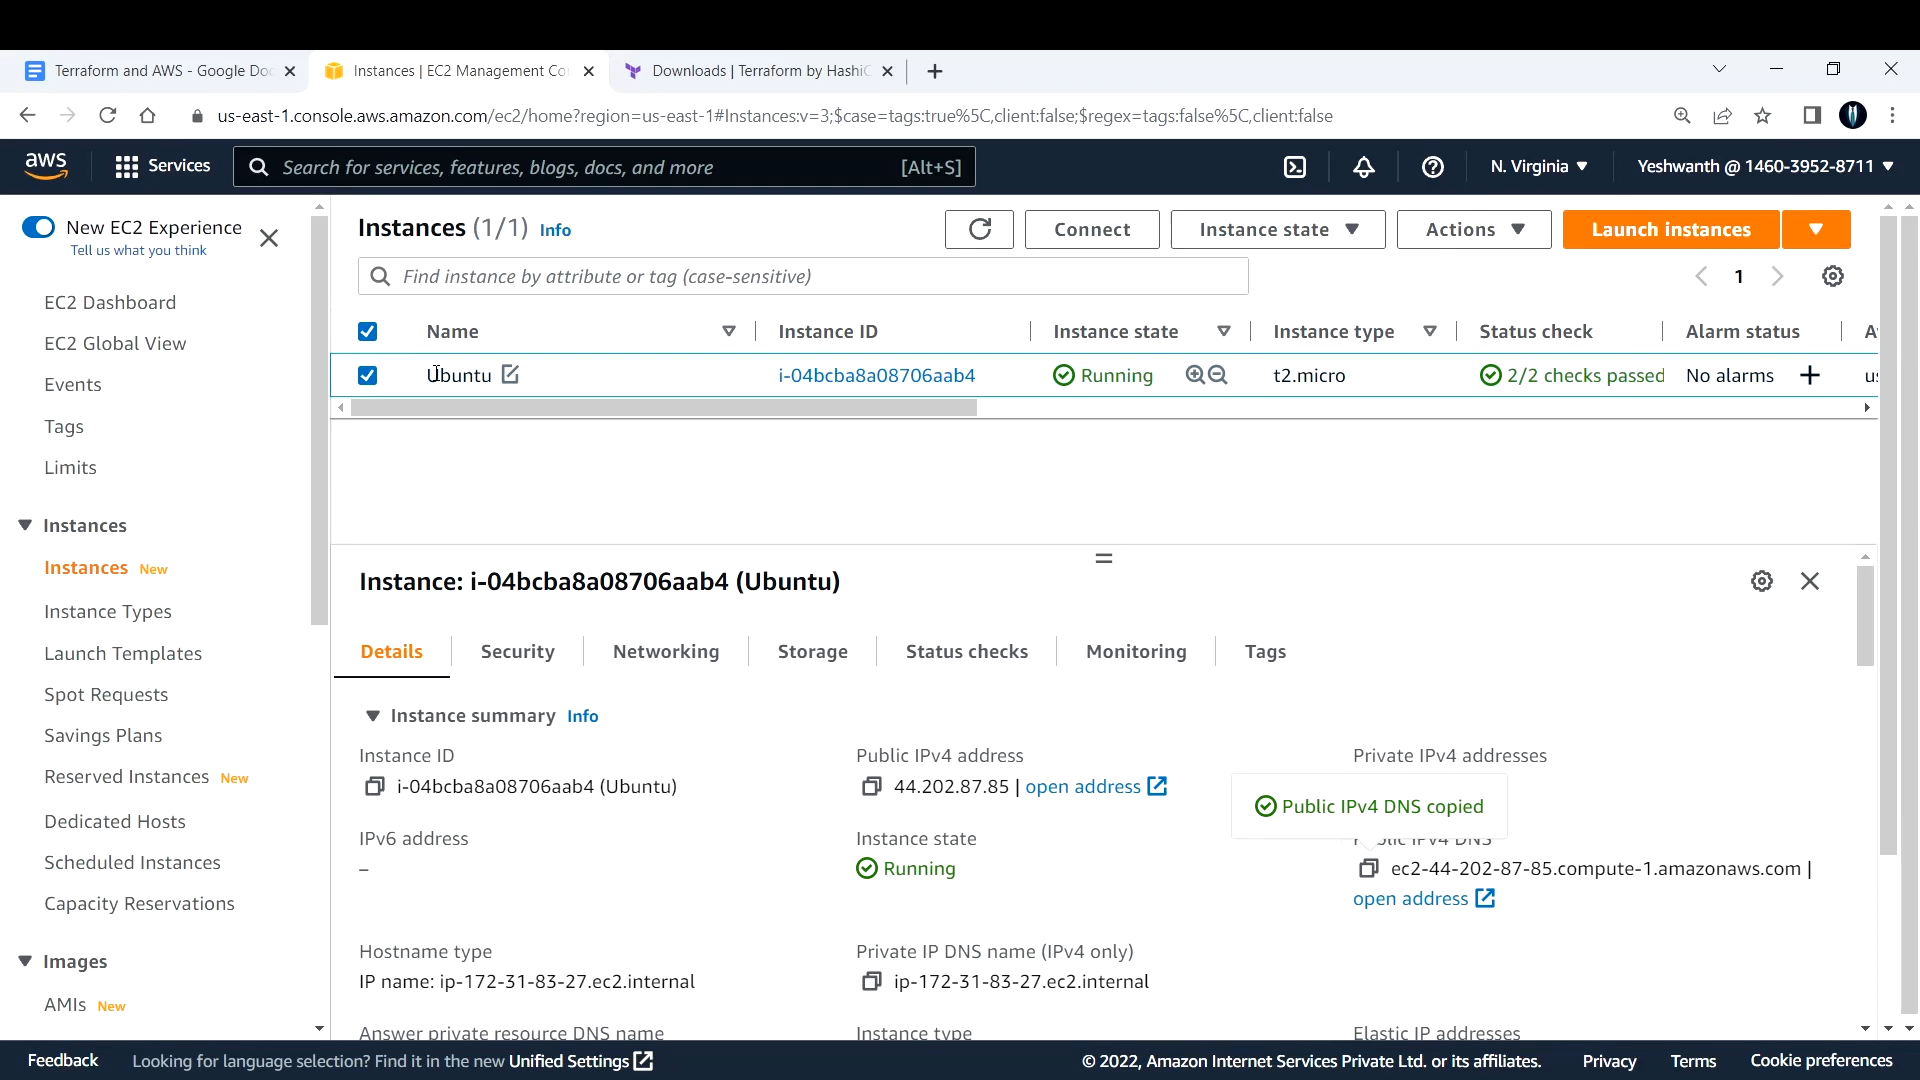 Terraform and AWS - Google Doc
Instances | EC2 Management Co
Downloads | Terraform by HashiC
us-east-1.console.aws.amazon.com/ec2/home?region=us-east-1#Instances:v=3;$case=tags:true%5C,client:false;$regex=tags:false%5C,client:false
aws
Services
Search for services, features, blogs, docs, and more
[Alt+S]
N. Virginia
Yeshwanth @ 1460-3952-8711
New EC2 Experience
Tell us what you think
EC2 Dashboard
EC2 Global View
Events
Tags
Limits
Instances
Instances New
Instance Types
Launch Templates
Spot Requests
Savings Plans
Reserved Instances New
Dedicated Hosts
Scheduled Instances
Capacity Reservations
Images
AMIs New
Instances (1/1) Info
Connect
Instance state
Actions
Launch instances
Find instance by attribute or tag (case-sensitive)
1
Name
Instance ID
Instance state
Instance type
Status check
Alarm status
Ubuntu
i-04bcba8a08706aab4
Running
t2.micro
2/2 checks passed
No alarms
Instance: i-04bcba8a08706aab4 (Ubuntu)
Details
Security
Networking
Storage
Status checks
Monitoring
Tags
Instance summary Info
Instance ID
i-04bcba8a08706aab4 (Ubuntu)
Public IPv4 address
44.202.87.85 | open address
Private IPv4 addresses
Public IPv4 DNS copied
IPv6 address
–
Instance state
Running
Public IPv4 DNS
ec2-44-202-87-85.compute-1.amazonaws.com |
open address
Hostname type
IP name: ip-172-31-83-27.ec2.internal
Private IP DNS name (IPv4 only)
ip-172-31-83-27.ec2.internal
Answer private resource DNS name
Instance type
Elastic IP addresses
Feedback
Looking for language selection? Find it in the new Unified Settings
© 2022, Amazon Internet Services Private Ltd. or its affiliates.
Privacy
Terms
Cookie preferences